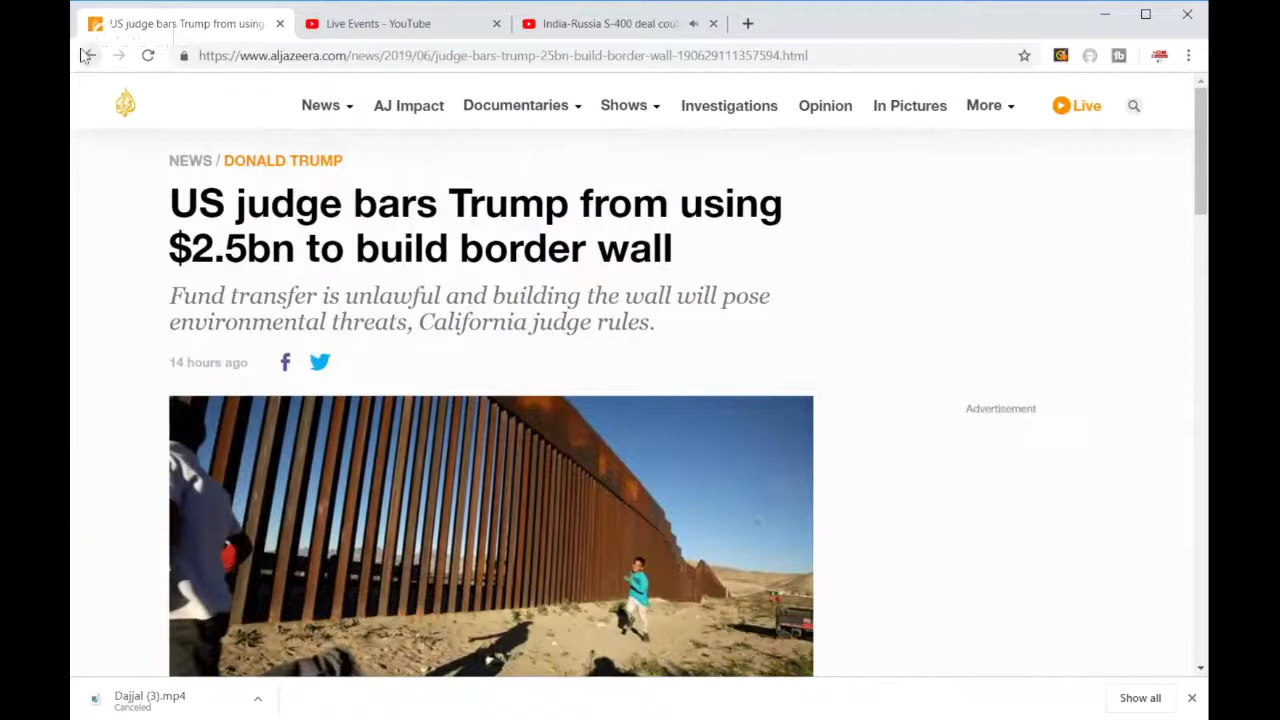 US judge bars Trump from using
Live Events - YouTube
India-Russia S-400 deal coul
https://www.aljazeera.com/news/2019/06/judge-bars-trump-25bn-build-border-wall-190629111357594.html
News
AJ Impact
Documentaries
Shows
Investigations
Opinion
In Pictures
More
Live
NEWS / DONALD TRUMP
US judge bars Trump from using
$2.5bn to build border wall
Fund transfer is unlawful and building the wall will pose
environmental threats, California judge rules.
14 hours ago
Advertisement
Dajjal (3).mp4
Canceled
Show all